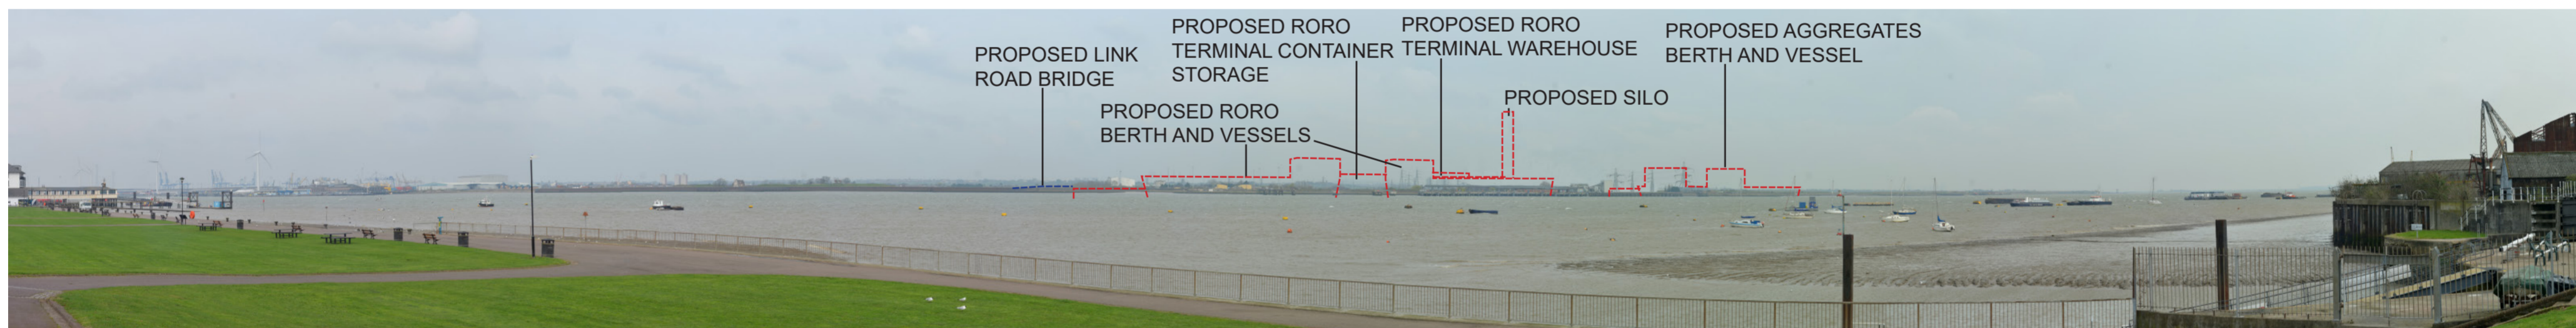 PROPOSED LINK
ROAD BRIDGE
PROPOSED RORO
BERTH AND VESSELS
PROPOSED RORO
TERMINAL CONTAINER
STORAGE
PROPOSED RORO
TERMINAL WAREHOUSE
PROPOSED SILO
PROPOSED AGGREGATES
BERTH AND VESSEL